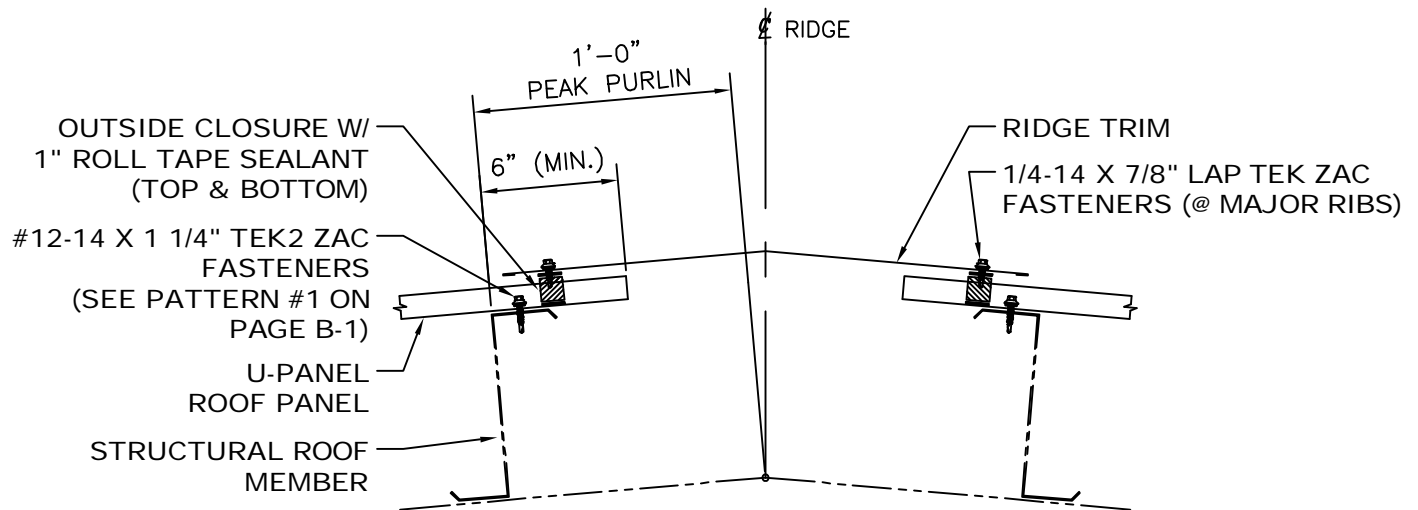 ℄ RIDGE
1'-0"
PEAK PURLIN
OUTSIDE CLOSURE W/
1" ROLL TAPE SEALANT
(TOP & BOTTOM)
6" (MIN.)
RIDGE TRIM
1/4-14 X 7/8" LAP TEK ZAC
FASTENERS (@ MAJOR RIBS)
#12-14 X 1 1/4" TEK2 ZAC
FASTENERS
(SEE PATTERN #1 ON
PAGE B-1)
U-PANEL
ROOF PANEL
STRUCTURAL ROOF
MEMBER